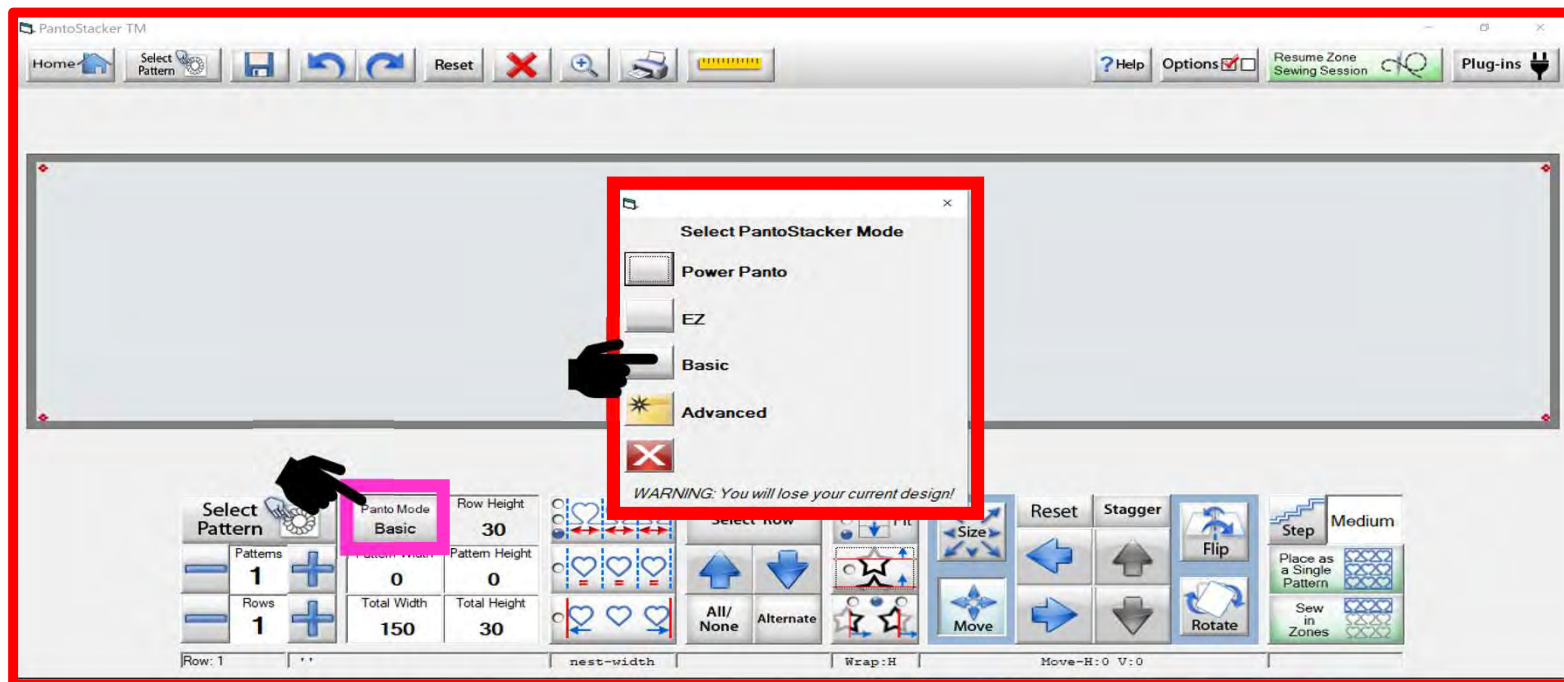 PantoStacker TM
Home
Select
Pattern
Reset
? Help
Options
Resume Zone
Sewing Session
Plug-ins
Select PantoStacker Mode
Power Panto
EZ
Basic
Advanced
WARNING: You will lose your current design!
Select
Pattern
Panto Mode
Basic
Row Height
30
Select Row
Fit
Size
Reset
Stagger
Flip
Step
Medium
Patterns
1
Pattern Width
0
Pattern Height
0
Place as
a Single
Pattern
Rows
1
Total Width
150
Total Height
30
All/
None
Alternate
Move
Rotate
Sew
in
Zones
Row: 1
''
nest-width
Wrap:H
Move-H:0 V:0